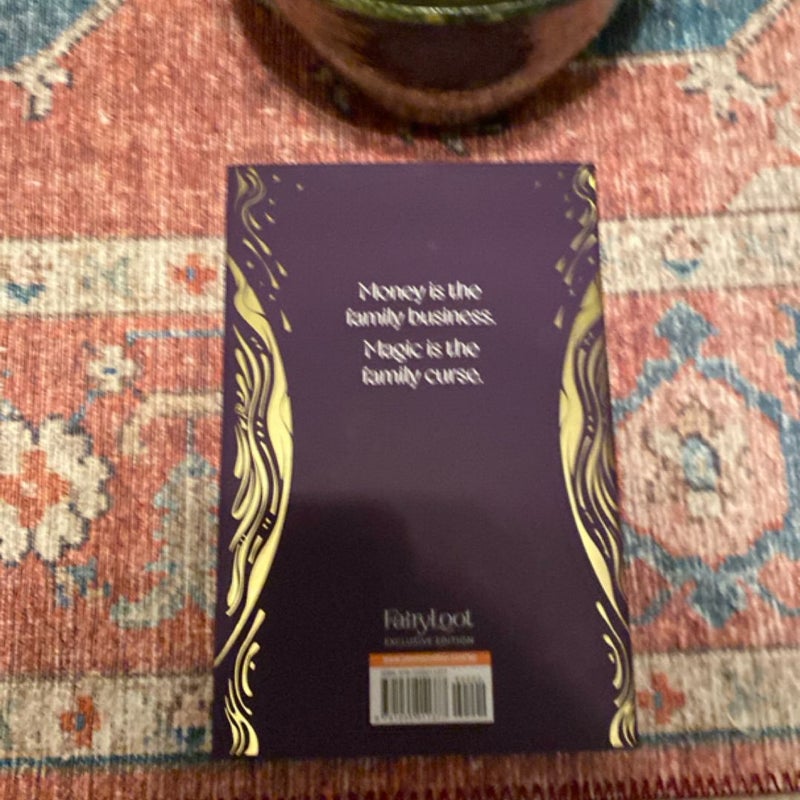 Money is the
family business.
Magic is the
family curse.
FairyLoot
EXCLUSIVE EDITION